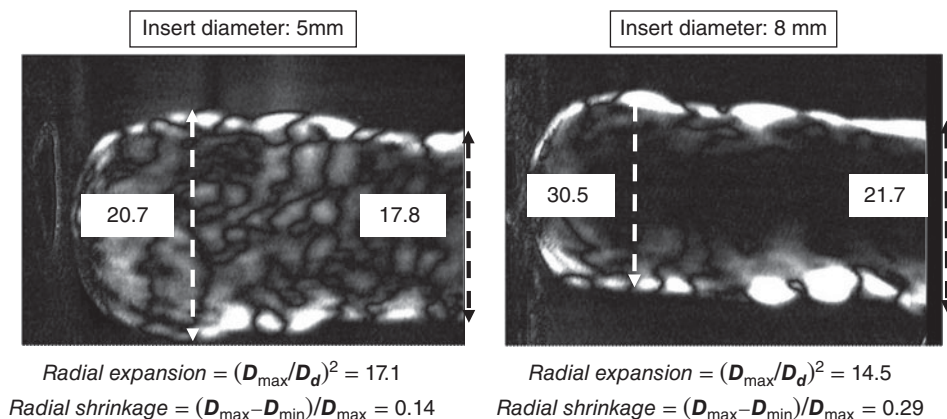 Insert diameter: 5mm
20.7
17.8
Radial expansion = (Dmax/Dd)² = 17.1
Radial shrinkage = (Dmax–Dmin)/Dmax = 0.14
Insert diameter: 8 mm
30.5
21.7
Radial expansion = (Dmax/Dd)² = 14.5
Radial shrinkage = (Dmax–Dmin)/Dmax = 0.29